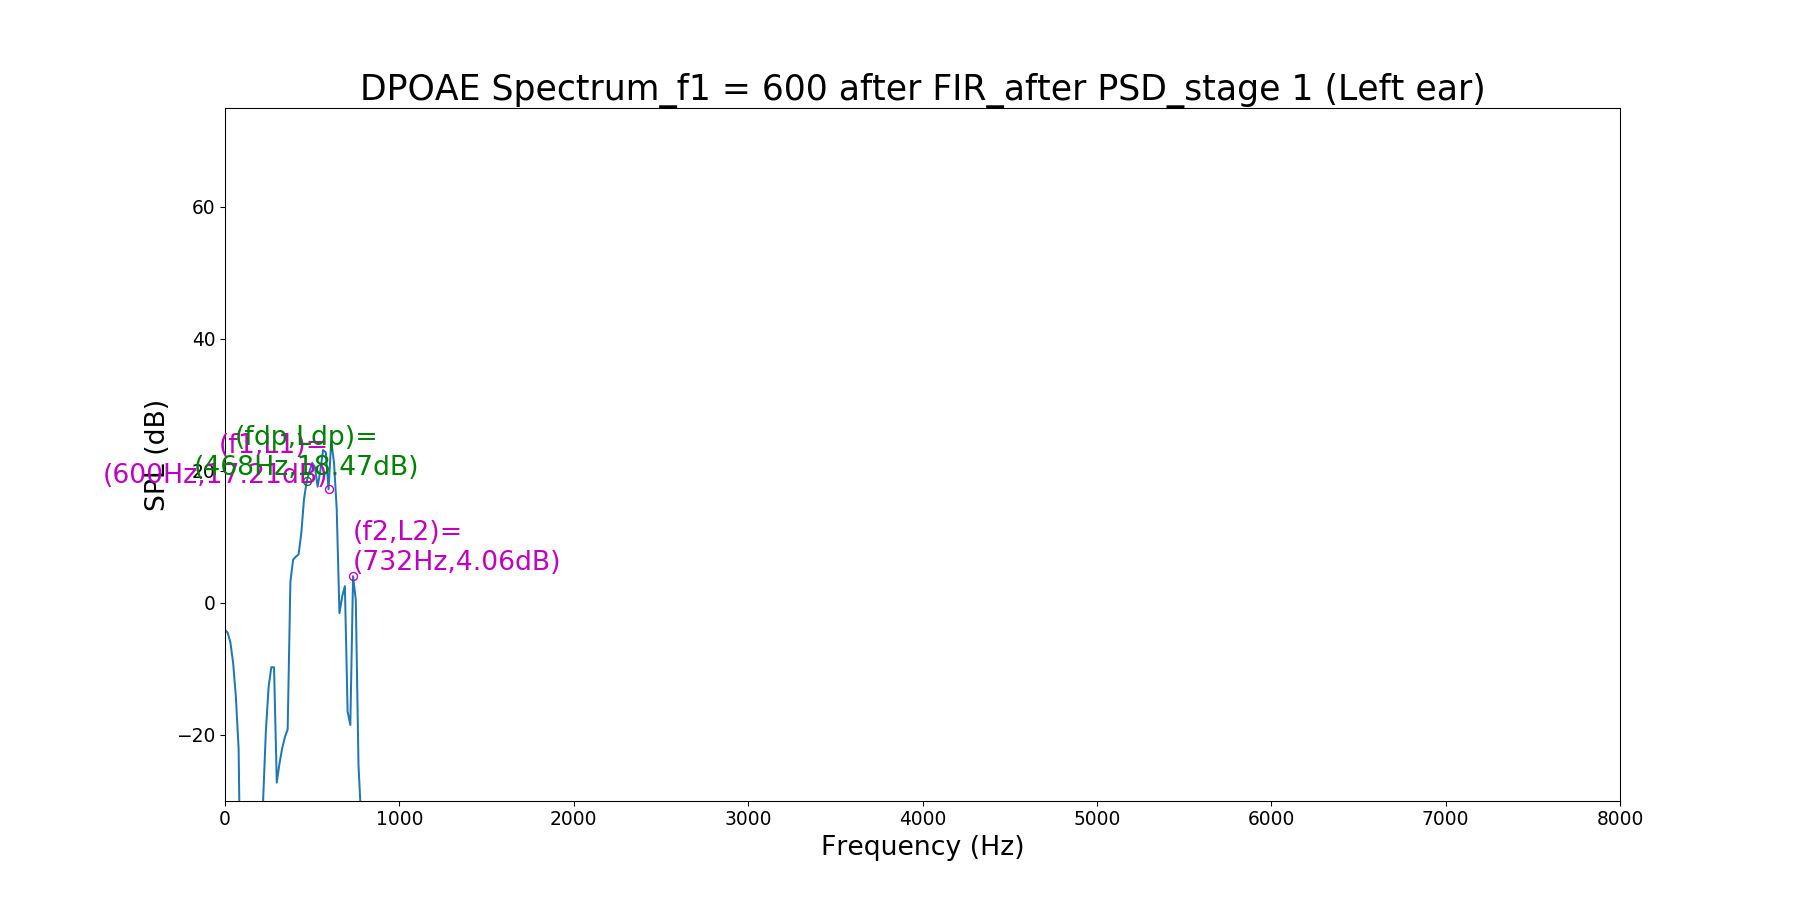 DPOAE Spectrum_f1 = 600 after FIR_after PSD_stage 1 (Left ear)
60
40
20
0
−20
SPL (dB)
(f1,L1)=
(600Hz,17.21dB)
(fdp,Ldp)=
(468Hz,18.47dB)
(f2,L2)=
(732Hz,4.06dB)
0 1000 2000 3000 4000 5000 6000 7000 8000
Frequency (Hz)